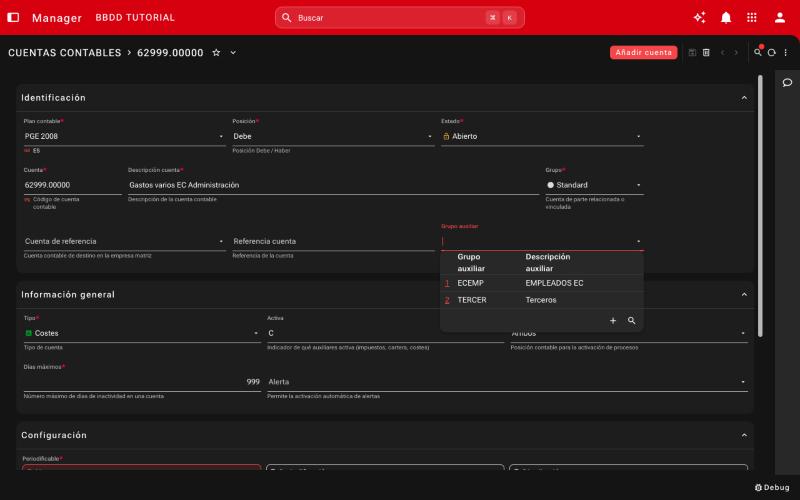 Manager BBDD TUTORIAL Buscar ⌘ K
CUENTAS CONTABLES > 62999.00000 Añadir cuenta
Identificación
Plan contable* Posición* Estado*
PGE 2008 Debe Abierto
ES Posición Debe / Haber
Cuenta* Descripción cuenta* Grupo*
62999.00000 Gastos varios EC Administración Standard
Código de cuenta contable Descripción de la cuenta contable Cuenta de parte relacionada o vinculada
Grupo auxiliar
Cuenta de referencia Referencia cuenta
Cuenta contable de destino en la empresa matriz Referencia de la cuenta
Grupo auxiliar Descripción auxiliar
1 ECEMP EMPLEADOS EC
2 TERCER Terceros
Información general
Tipo* Activa
Costes C Ambos
Tipo de cuenta Indicador de qué auxiliares activa (impuestos, cartera, costes) Posición contable para la activación de procesos
Días máximos*
999 Alerta
Número máximo de días de inactividad en una cuenta Permite la activación automática de alertas
Configuración
Periodificable*
Debug